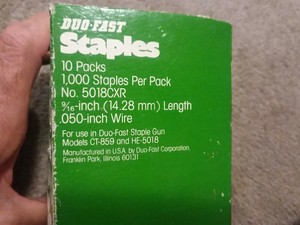 DUO-FAST
Staples
10 Packs
1,000 Staples Per Pack
No. 5018CXR
9/16-inch (14.28 mm) Length
.050-inch Wire
For use in Duo-Fast Staple Gun
Models CT-859 and HE-5018
Manufactured in U.S.A. by Duo-Fast Corporation,
Franklin Park, Illinois 60131